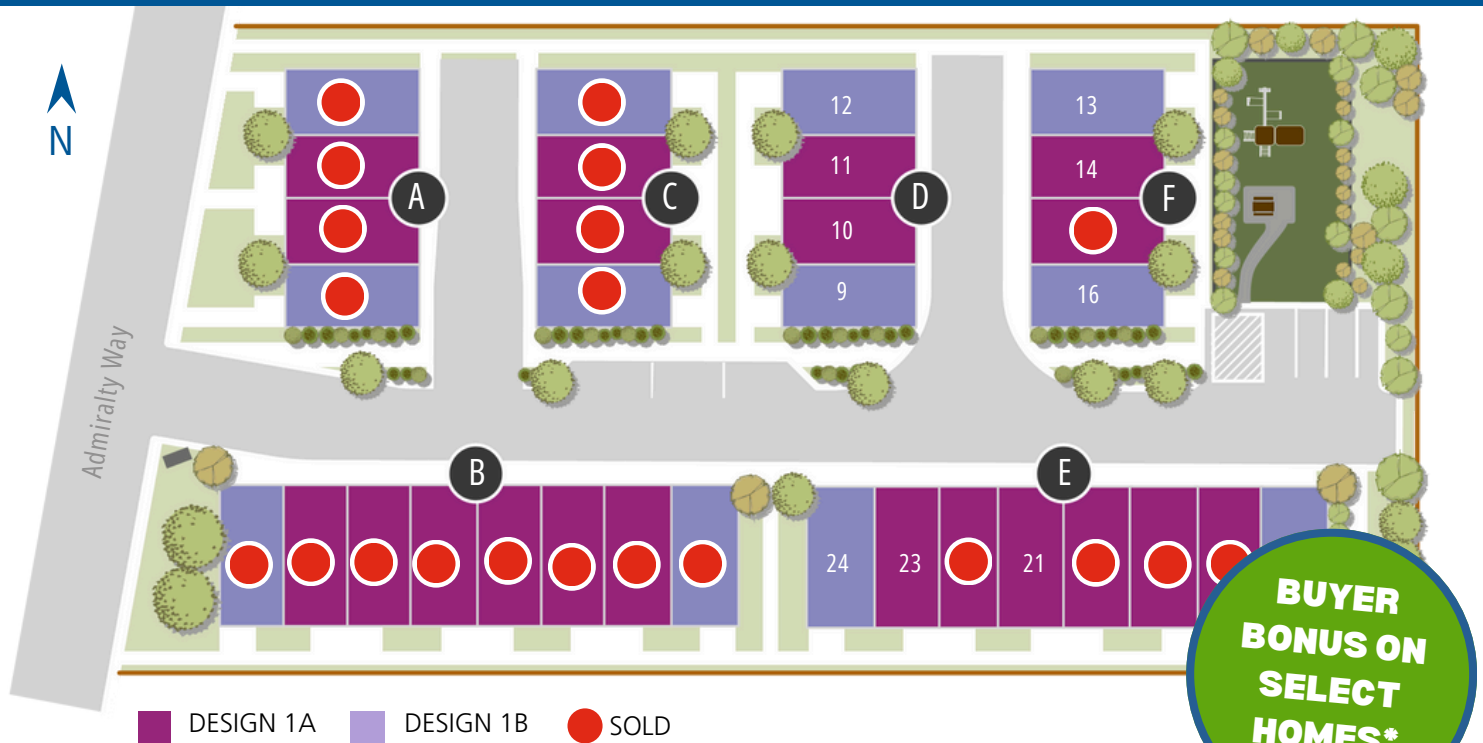 N
12
13
11
14
A
C
D
F
10
9
16
Admiralty Way
B
E
24
23
21
BUYER
BONUS ON
SELECT
HOMES*
DESIGN 1A
DESIGN 1B
SOLD